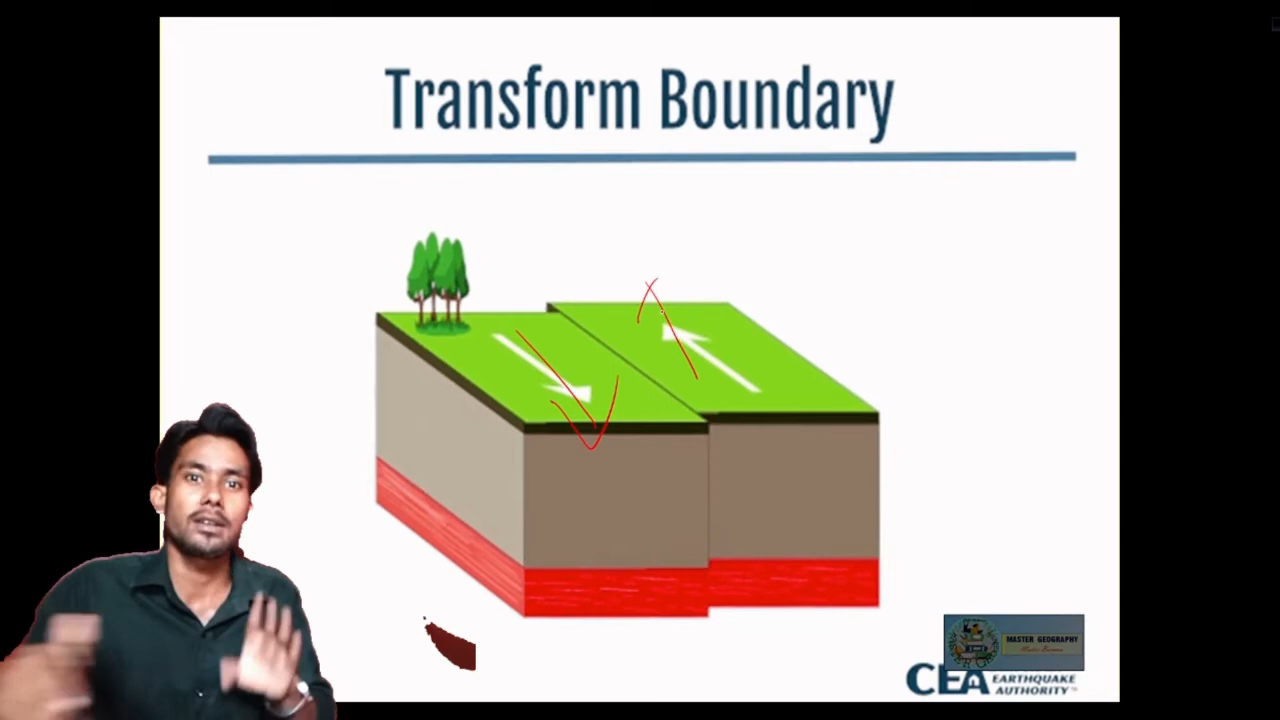 Transform Boundary
MASTER GEOGRAPHY
CEA EARTHQUAKE
AUTHORITY